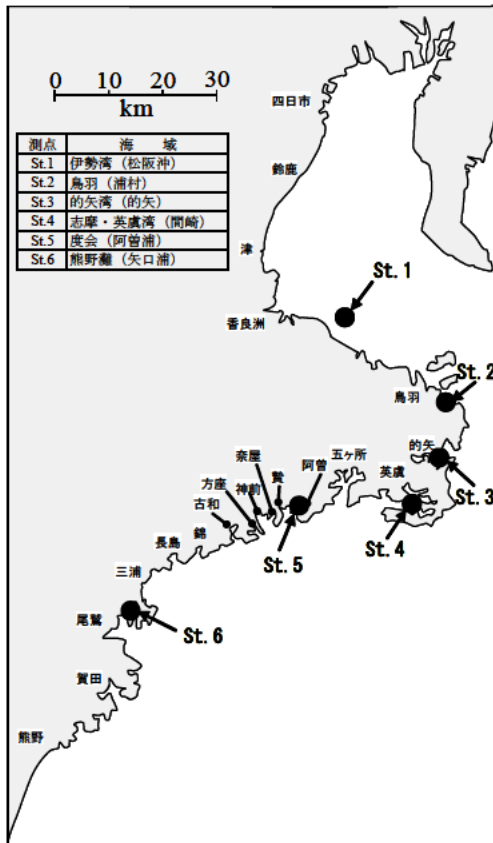 0 10 20 30
km
四日市
測点 海 域
St.1 伊勢湾（松阪沖）
St.2 鳥羽（浦村）
St.3 的矢湾（的矢）
St.4 志摩・英虞湾（間崎）
St.5 度会（阿曽浦）
St.6 熊野灘（矢口浦）
鈴鹿
津
St. 1
香良洲
St. 2
鳥羽
的矢
五ヶ所
奈屋
阿曽
英虞
方座
贄
神前
St. 3
古和
錦
St. 4
長島
St. 5
三浦
尾鷲
St. 6
賀田
熊野